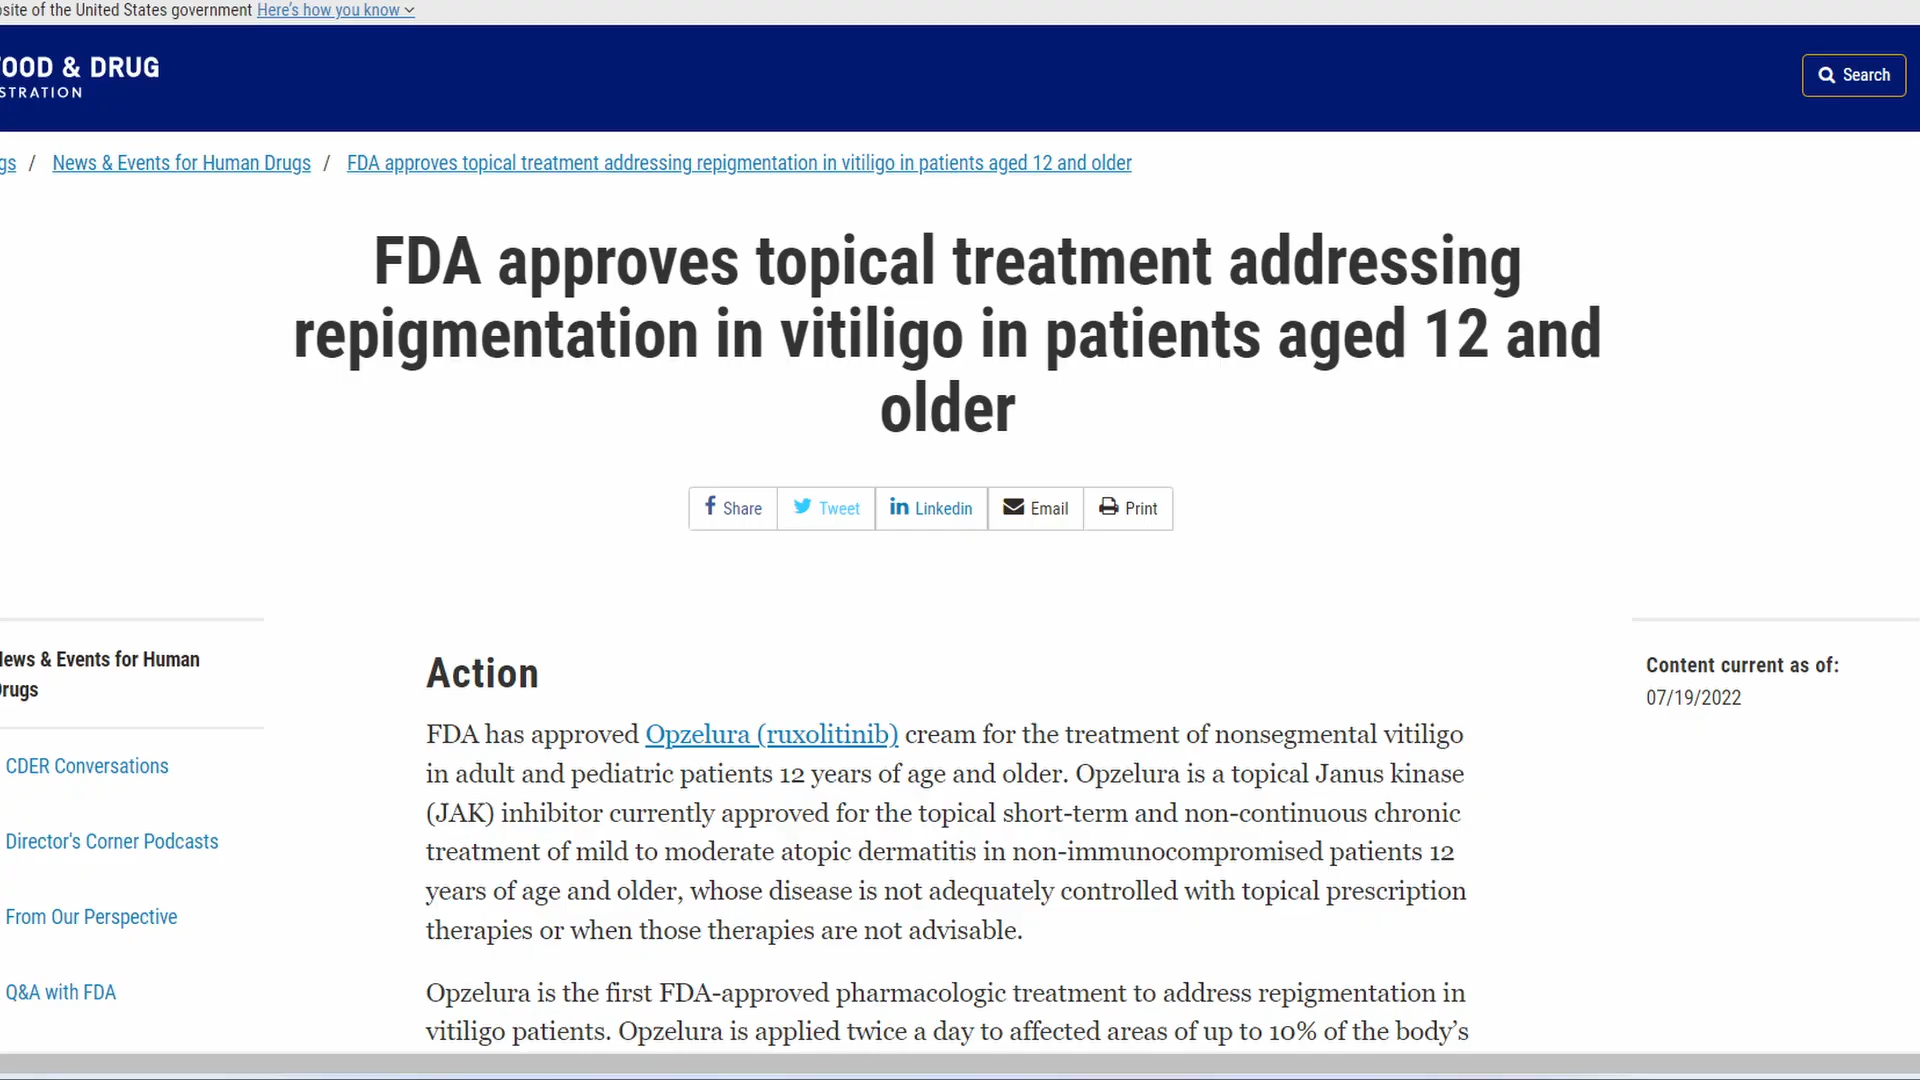 site of the United States government Here's how you know
OOD & DRUG
STRATION
Search
gs / News & Events for Human Drugs / FDA approves topical treatment addressing repigmentation in vitiligo in patients aged 12 and older
FDA approves topical treatment addressing
repigmentation in vitiligo in patients aged 12 and
older
Share Tweet Linkedin Email Print
News & Events for Human
Drugs
CDER Conversations
Director's Corner Podcasts
From Our Perspective
Q&A with FDA
Action
FDA has approved Opzelura (ruxolitinib) cream for the treatment of nonsegmental vitiligo
in adult and pediatric patients 12 years of age and older. Opzelura is a topical Janus kinase
(JAK) inhibitor currently approved for the topical short-term and non-continuous chronic
treatment of mild to moderate atopic dermatitis in non-immunocompromised patients 12
years of age and older, whose disease is not adequately controlled with topical prescription
therapies or when those therapies are not advisable.
Opzelura is the first FDA-approved pharmacologic treatment to address repigmentation in
vitiligo patients. Opzelura is applied twice a day to affected areas of up to 10% of the body's
Content current as of:
07/19/2022